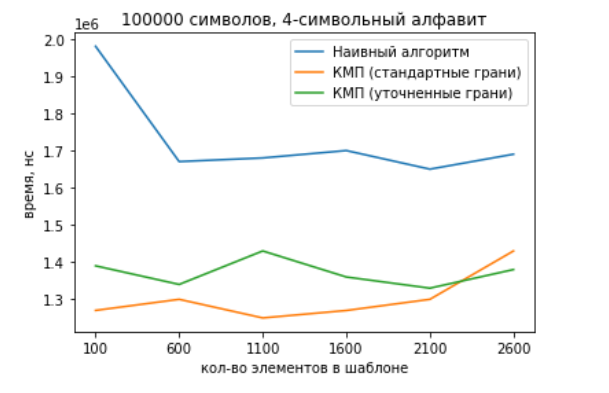 100000 символов, 4-символьный алфавит
1e6
2.0
1.9
1.8
1.7
1.6
1.5
1.4
1.3
время, нс
Наивный алгоритм
КМП (стандартные грани)
КМП (уточненные грани)
100 600 1100 1600 2100 2600
кол-во элементов в шаблоне